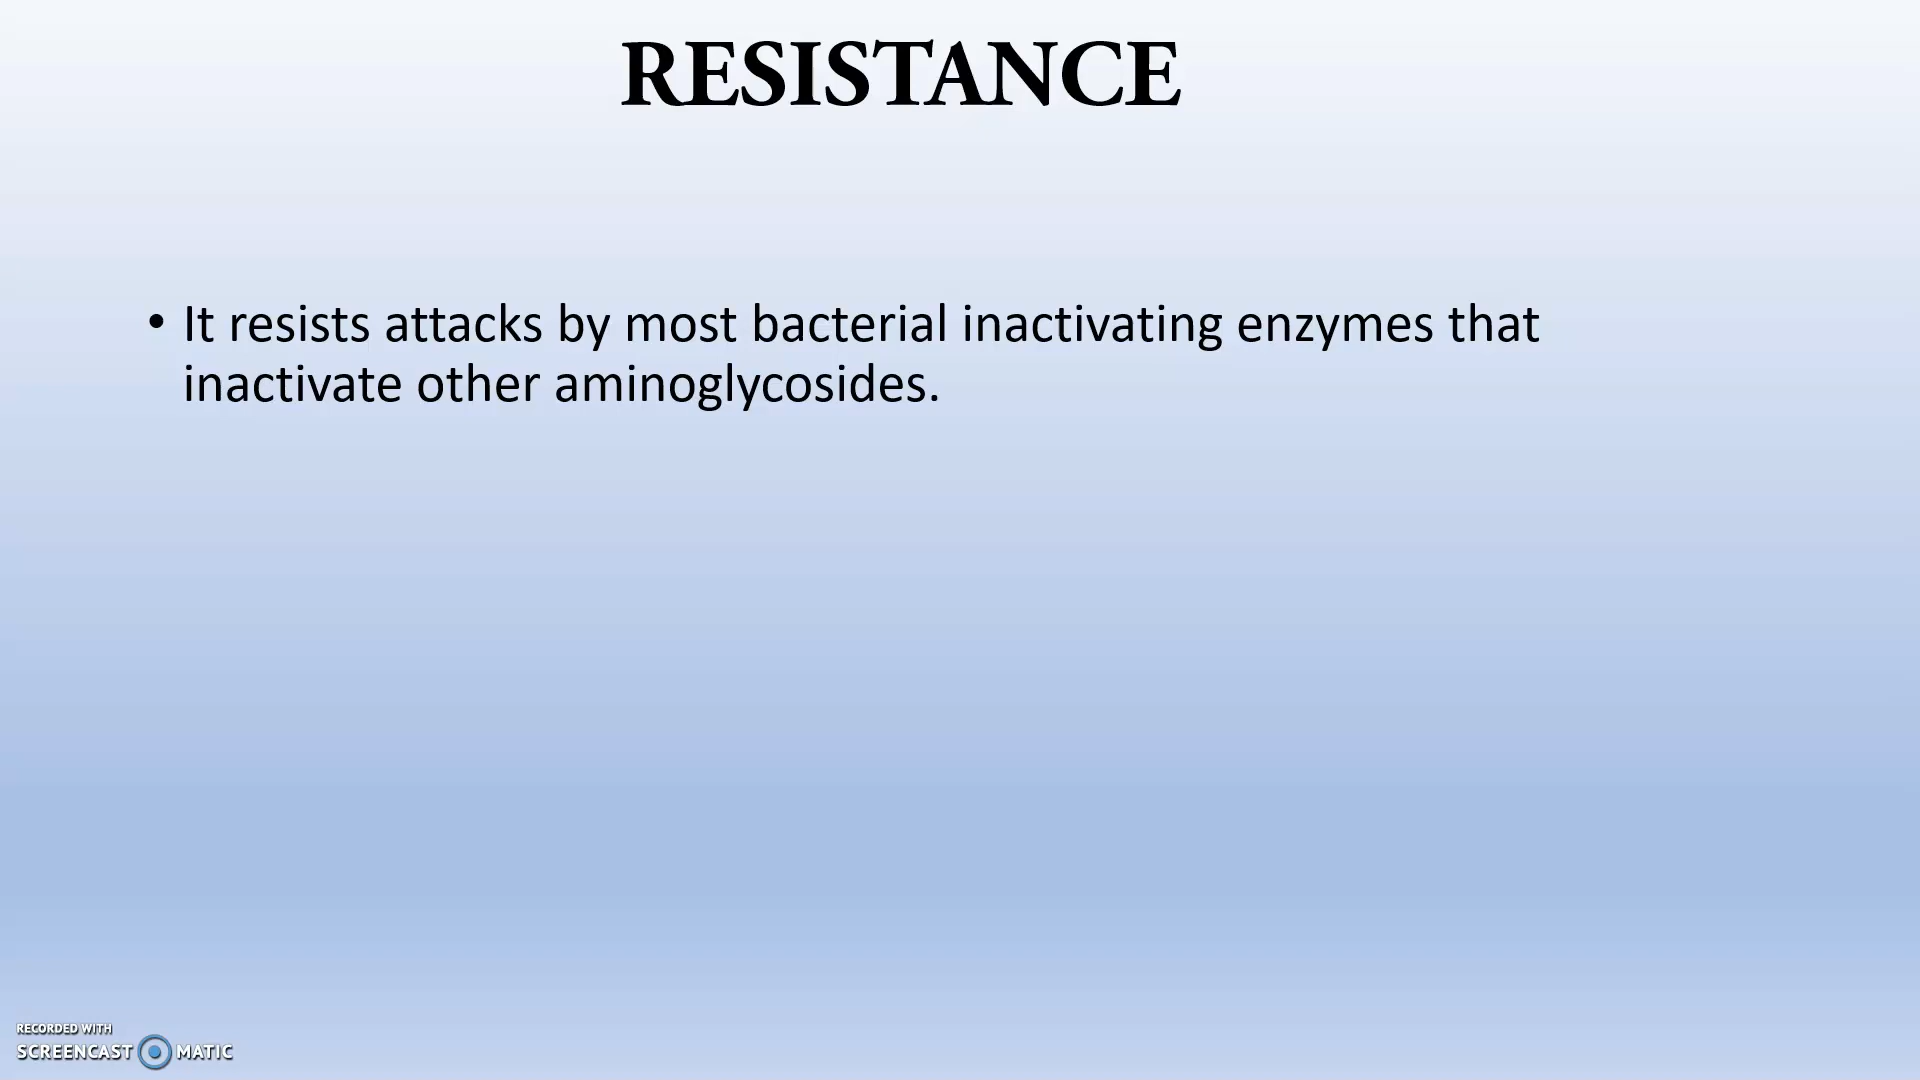 RESISTANCE
• It resists attacks by most bacterial inactivating enzymes that
inactivate other aminoglycosides.
RECORDED WITH
SCREENCAST MATIC